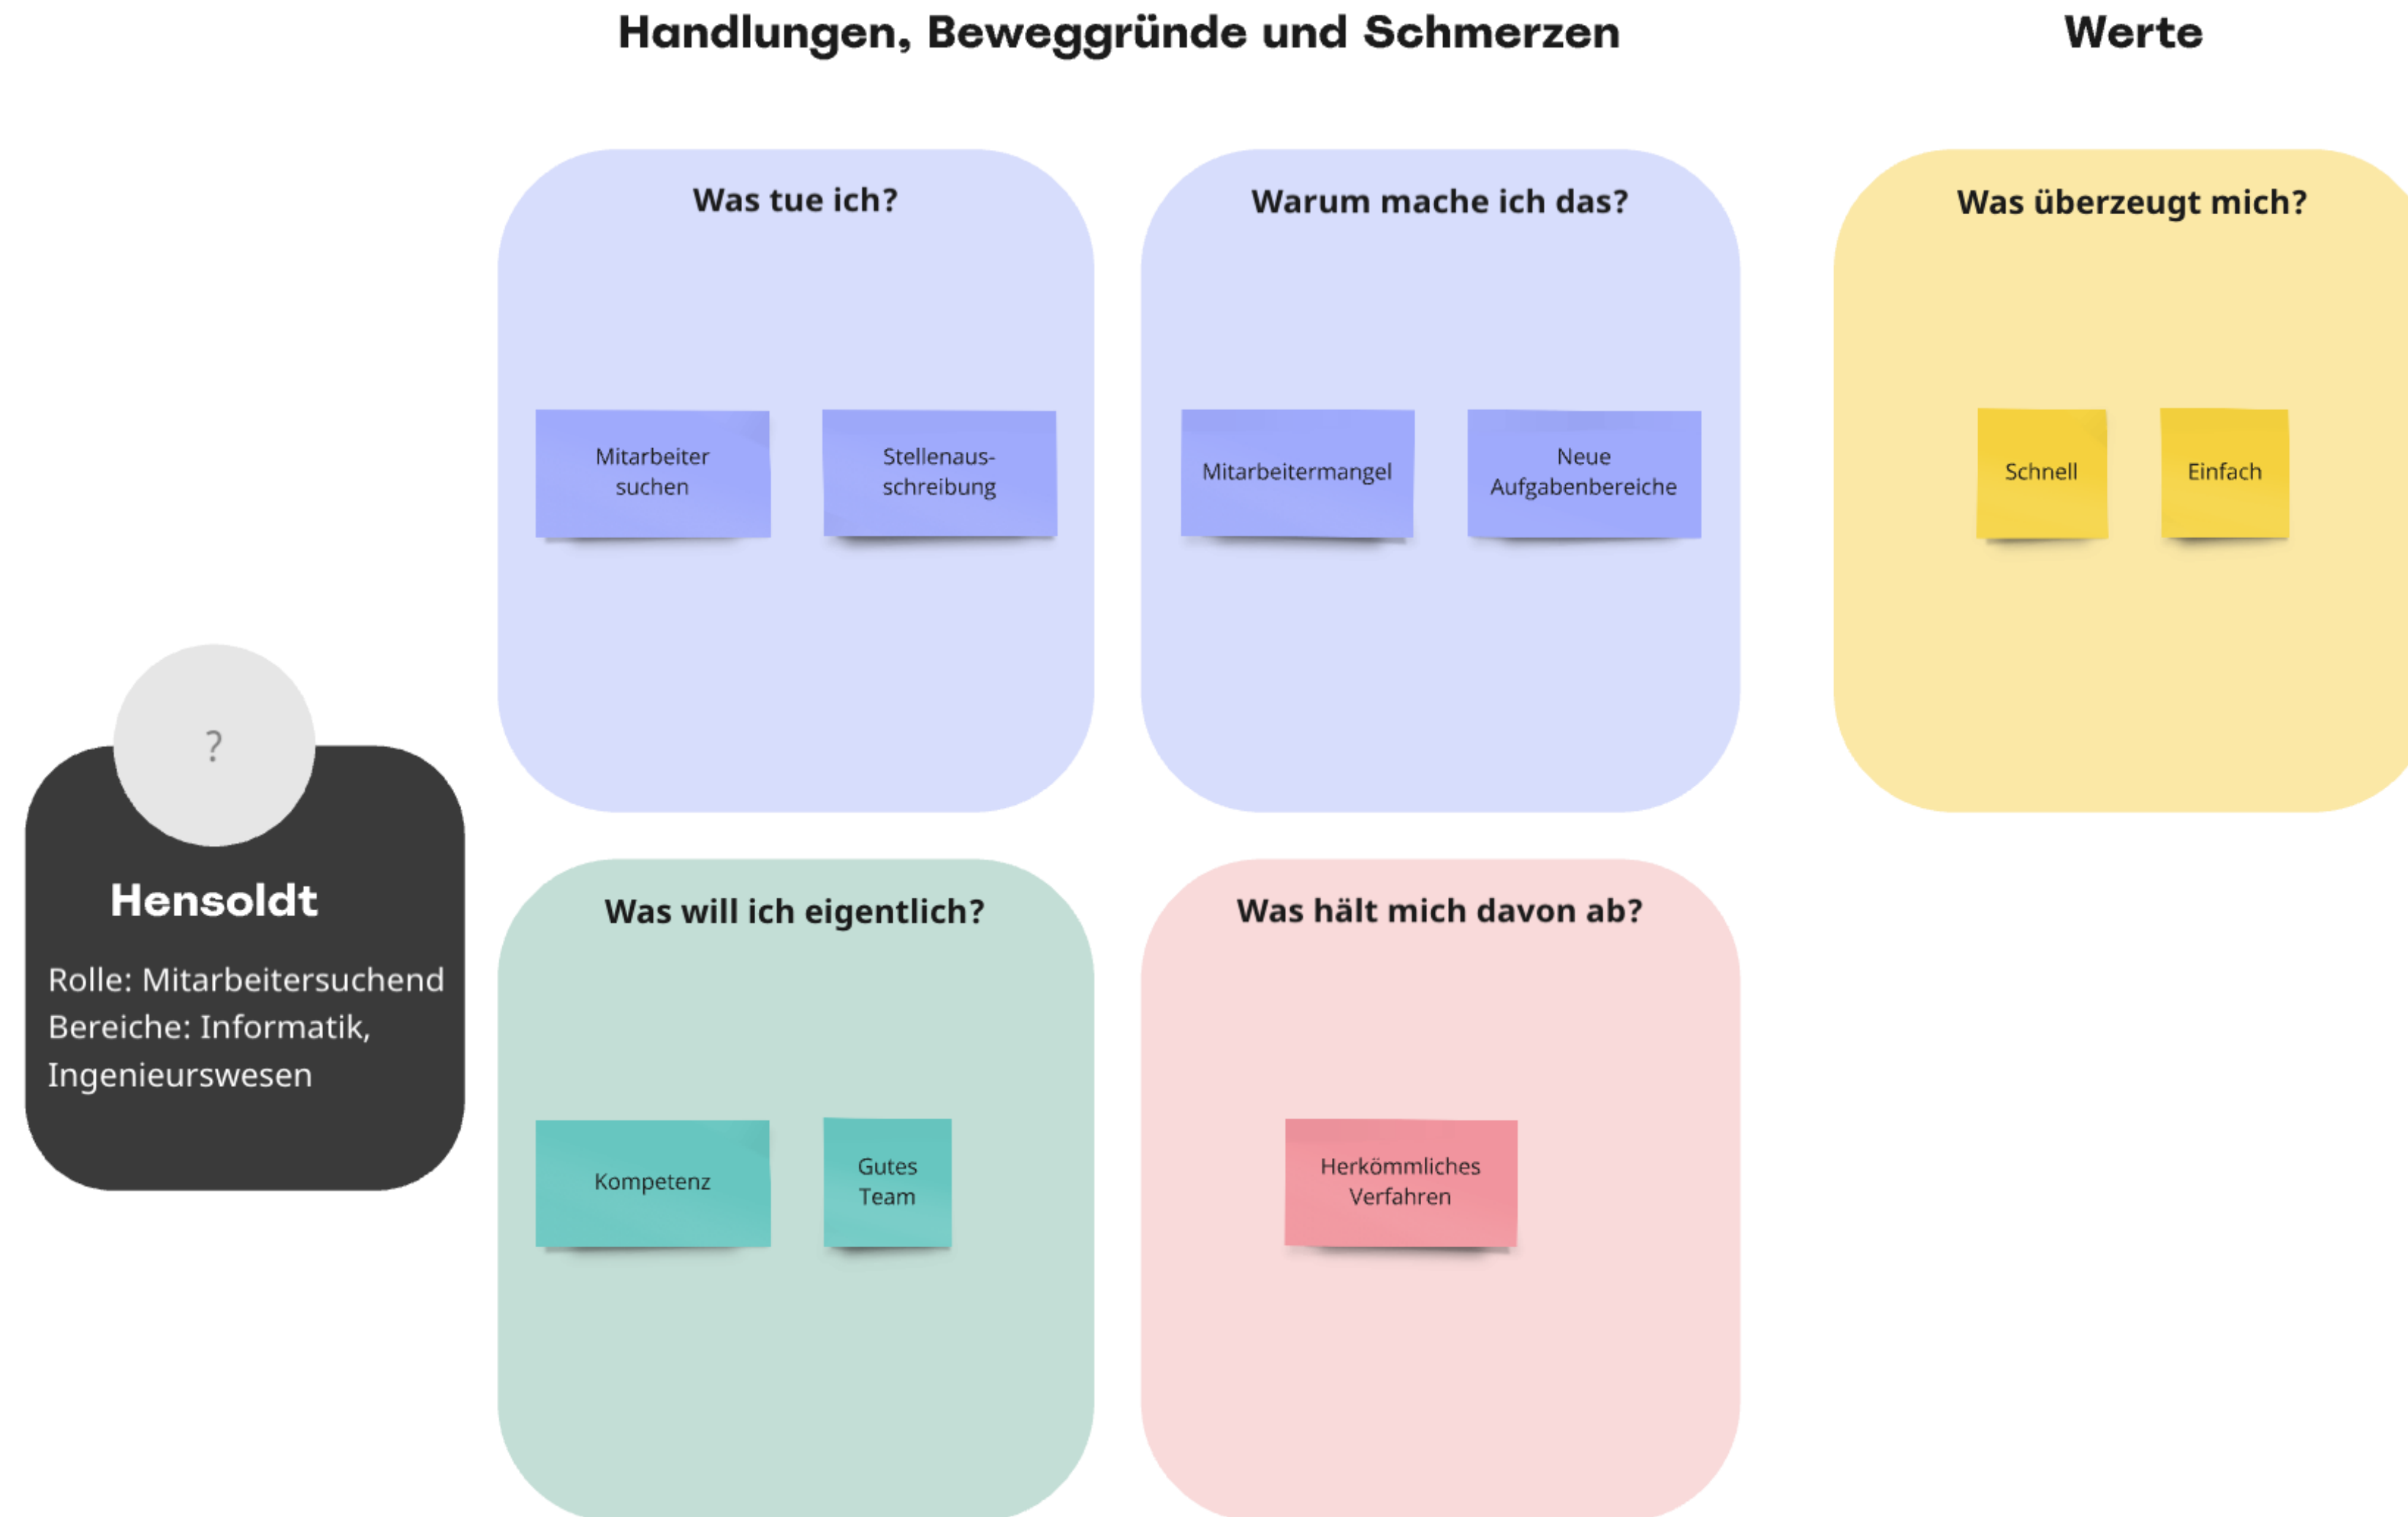 Handlungen, Beweggründe und Schmerzen
Werte
Was tue ich?
Mitarbeiter
suchen
Stellenaus-
schreibung
Warum mache ich das?
Mitarbeitermangel
Neue
Aufgabenbereiche
Was überzeugt mich?
Schnell
Einfach
?
Hensoldt
Rolle: Mitarbeitersuchend
Bereiche: Informatik,
Ingenieurswesen
Was will ich eigentlich?
Kompetenz
Gutes
Team
Was hält mich davon ab?
Herkömmliches
Verfahren